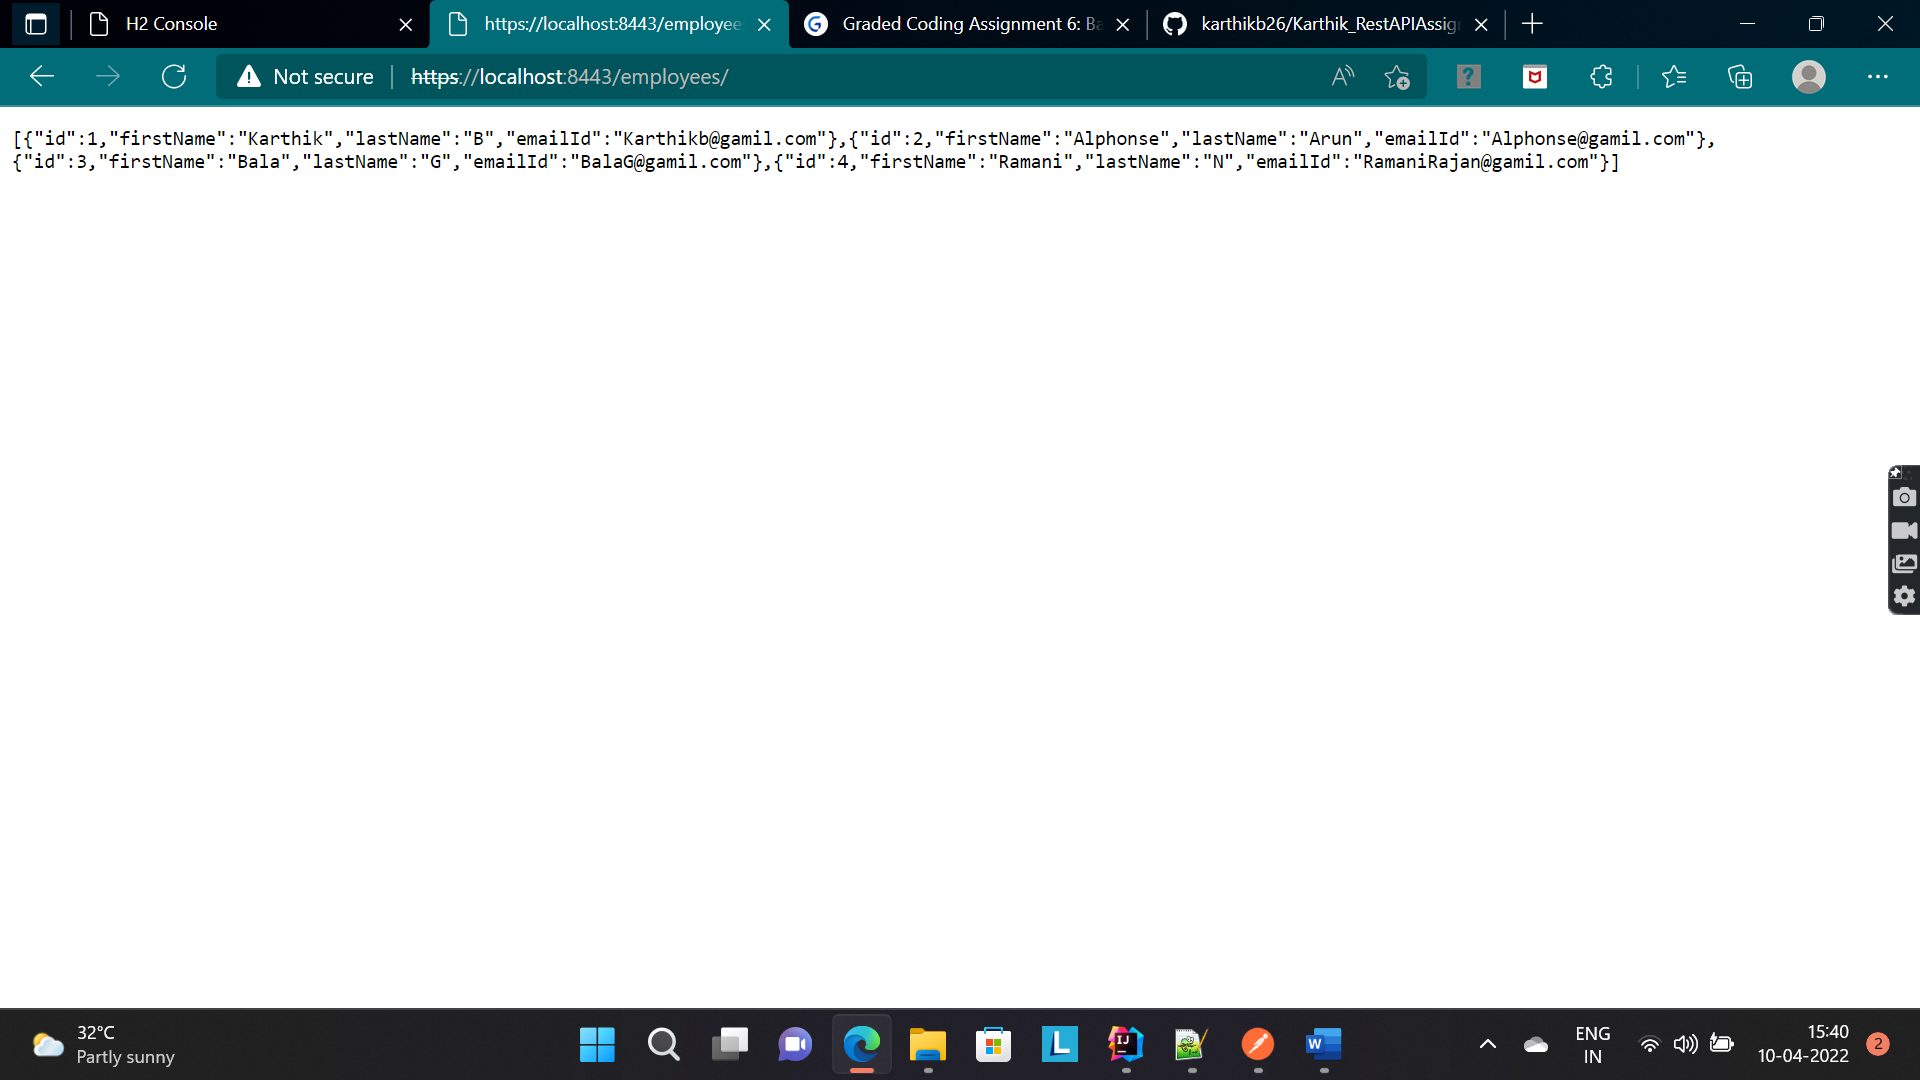 H2 Console
https://localhost:8443/employee
Graded Coding Assignment 6: Ba
karthikb26/Karthik_RestAPIAssig
Not secure
https://localhost:8443/employees/
[{"id":1,"firstName":"Karthik","lastName":"B","emailId":"Karthikb@gamil.com"},{"id":2,"firstName":"Alphonse","lastName":"Arun","emailId":"Alphonse@gamil.com"},
{"id":3,"firstName":"Bala","lastName":"G","emailId":"BalaG@gamil.com"},{"id":4,"firstName":"Ramani","lastName":"N","emailId":"RamaniRajan@gamil.com"}]
32°C
Partly sunny
ENG
IN
15:40
10-04-2022
2